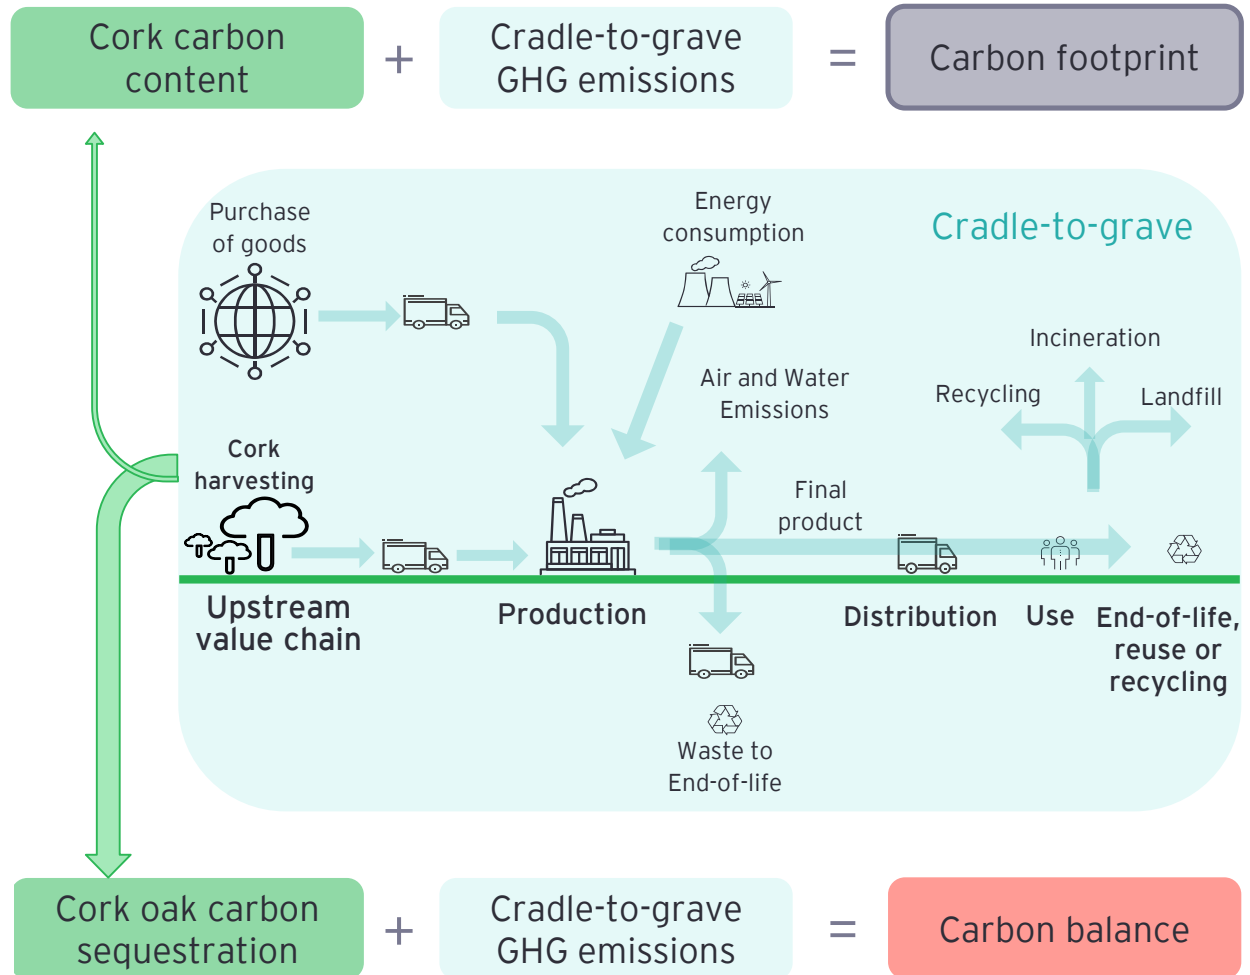 Cork carbon
content
+
Cradle-to-grave
GHG emissions
=
Carbon footprint
Cradle-to-grave
Purchase
of goods
Energy
consumption
Air and Water
Emissions
Incineration
Recycling
Landfill
Cork
harvesting
Final
product
Upstream
value chain
Production
Distribution
Use
End-of-life,
reuse or
recycling
Waste to
End-of-life
Cork oak carbon
sequestration
+
Cradle-to-grave
GHG emissions
=
Carbon balance